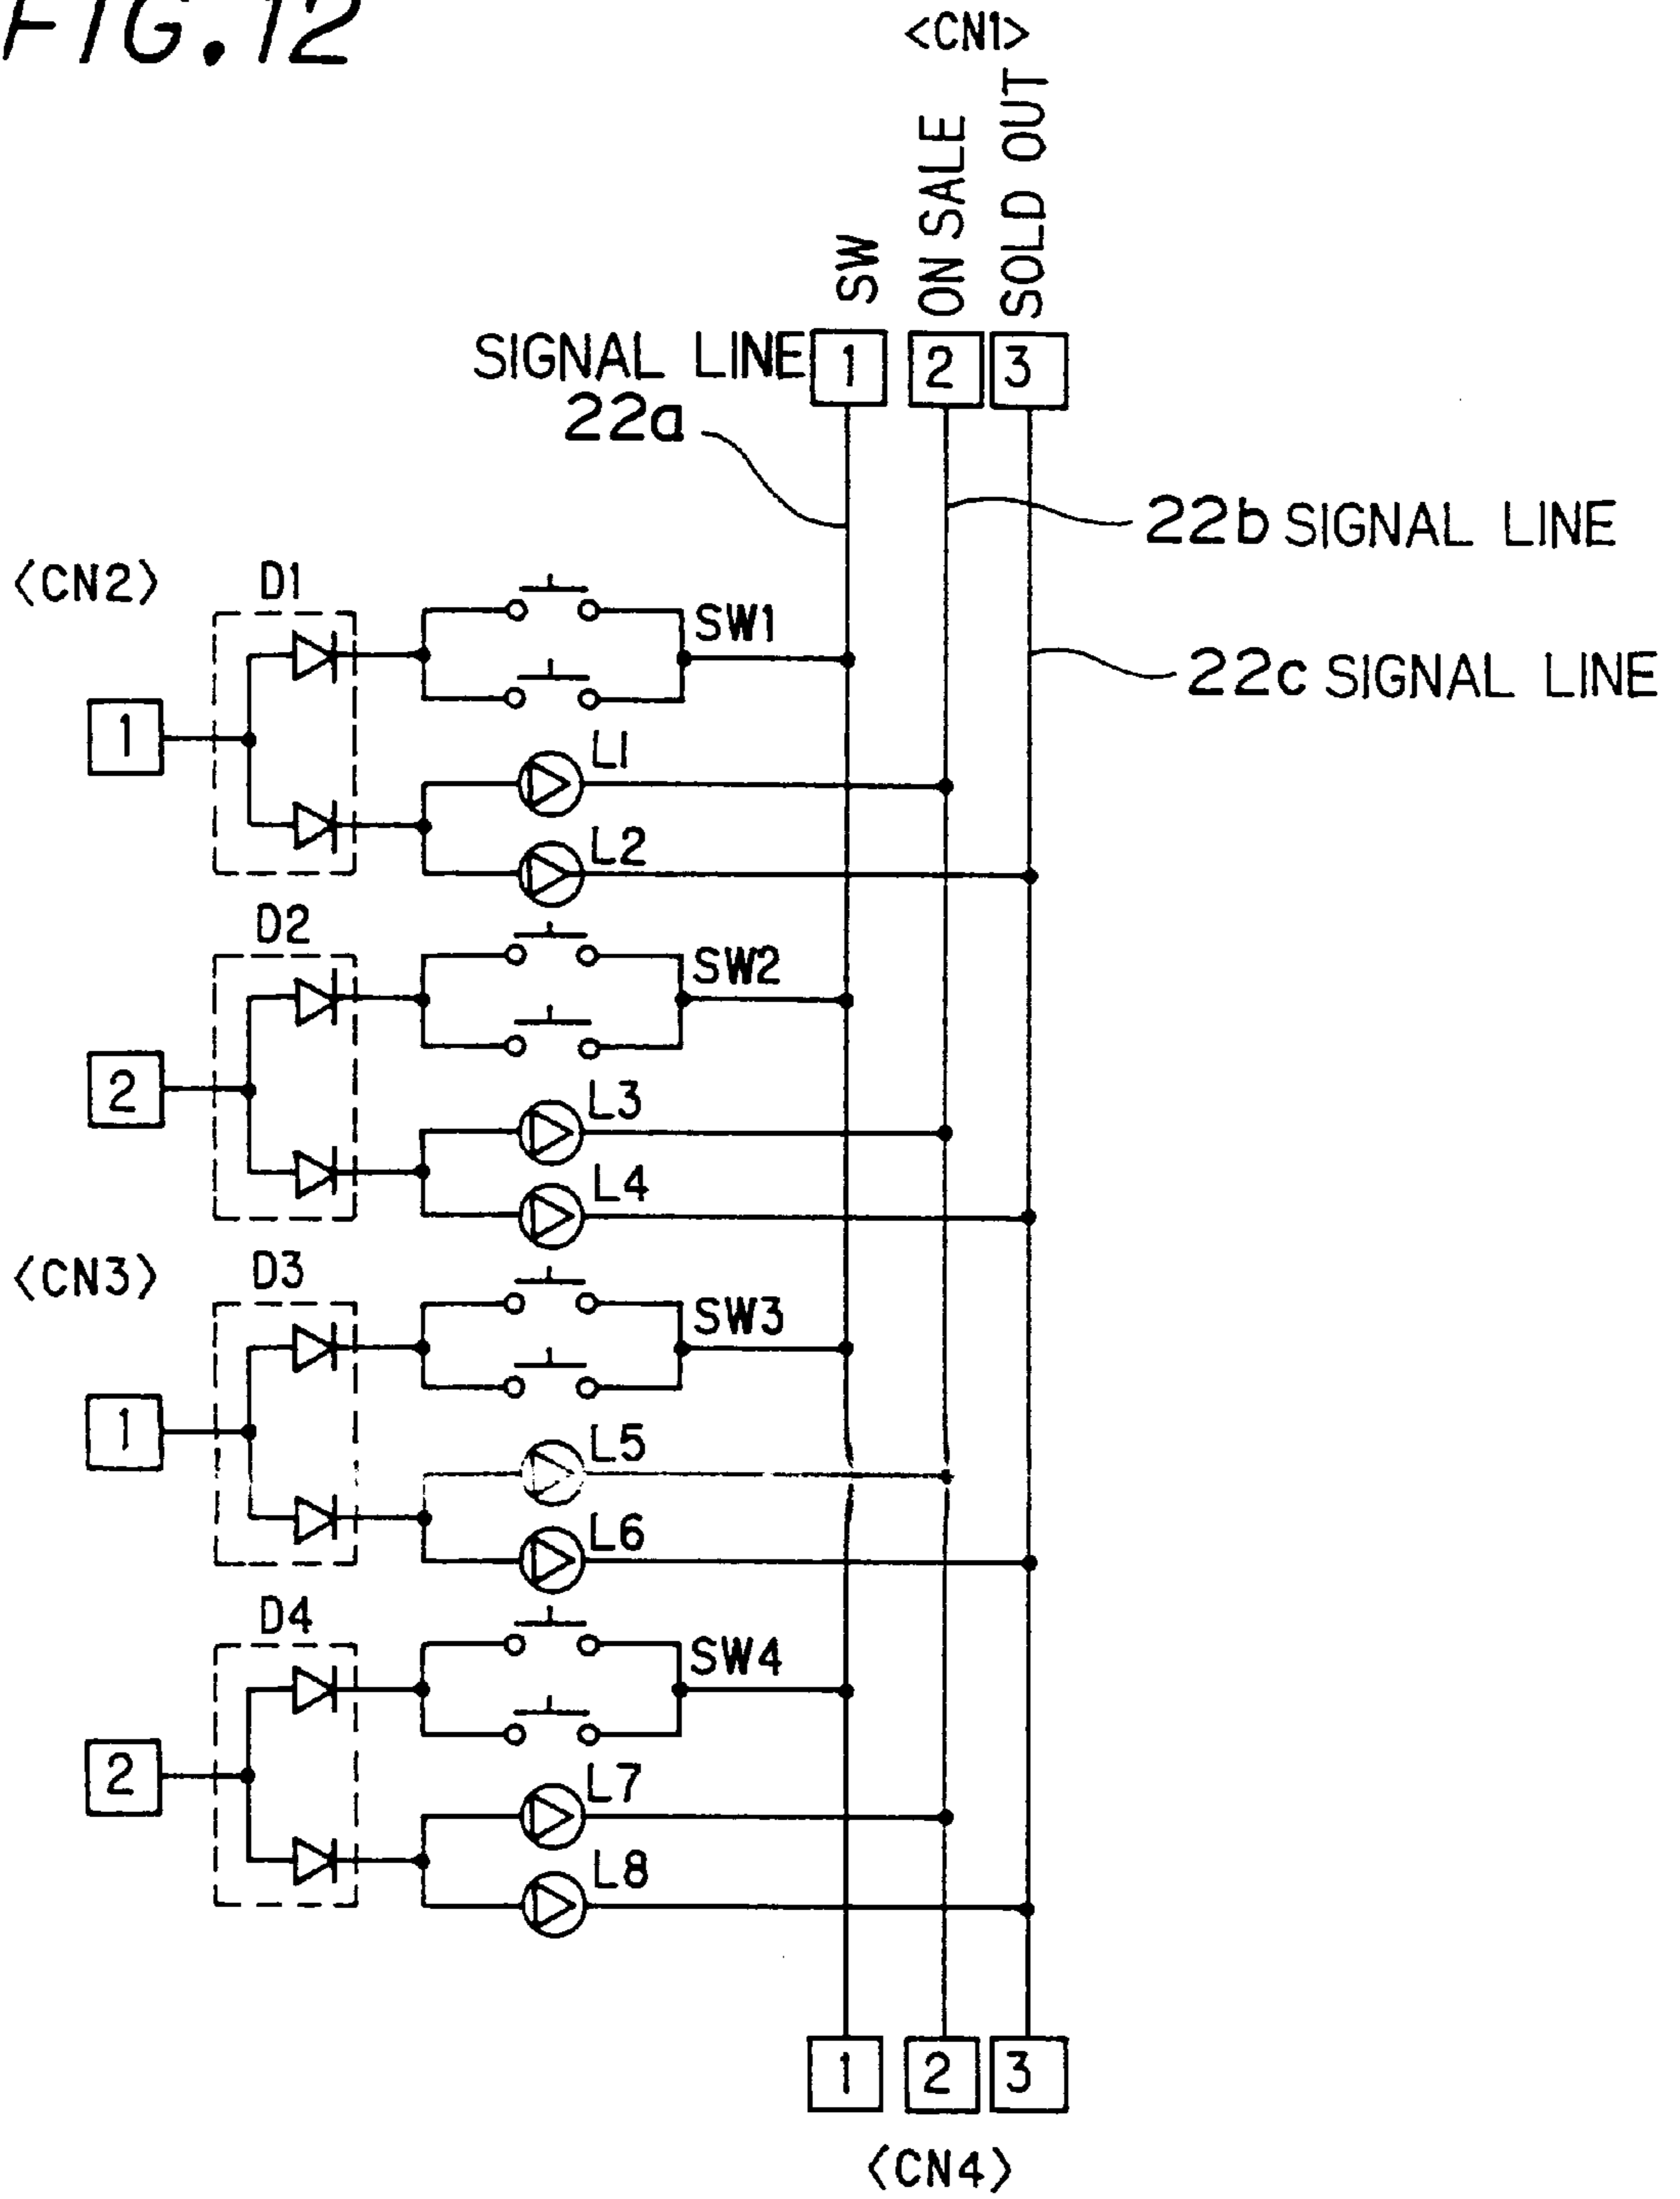 FIG.12
<CN1>
SW
ON SALE
SOLD OUT
SIGNAL LINE
1
2
3
22a
22b SIGNAL LINE
22c SIGNAL LINE
<CN2>
D1
SW1
1
L1
L2
D2
SW2
2
L3
L4
<CN3>
D3
SW3
1
L5
L6
D4
SW4
2
L7
L8
1
2
3
<CN4>